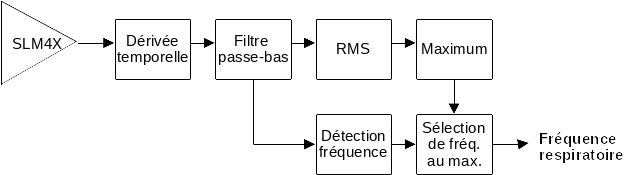 SLM4X
Dérivée
temporelle
Filtre
passe-bas
RMS
Maximum
Détection
fréquence
Sélection
de fréq.
au max.
Fréquence
respiratoire